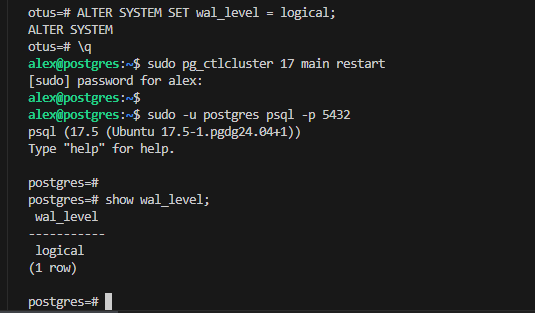 otus=# ALTER SYSTEM SET wal_level = logical;
ALTER SYSTEM
otus=# \q
alex@postgres:~$ sudo pg_ctlcluster 17 main restart
[sudo] password for alex:
alex@postgres:~$
alex@postgres:~$ sudo -u postgres psql -p 5432
psql (17.5 (Ubuntu 17.5-1.pgdg24.04+1))
Type "help" for help.

postgres=#
postgres=# show wal_level;
 wal_level
-----------
 logical
(1 row)

postgres=#